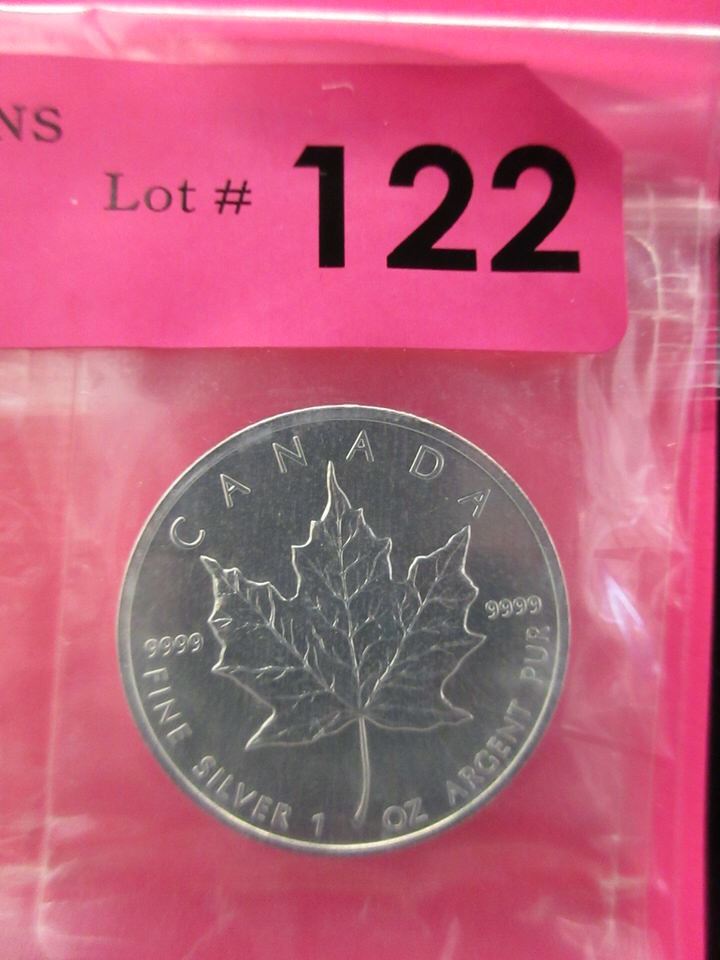 NS
Lot # 122
CANADA
9999 9999
FINE SILVER 1 OZ ARGENT PUR